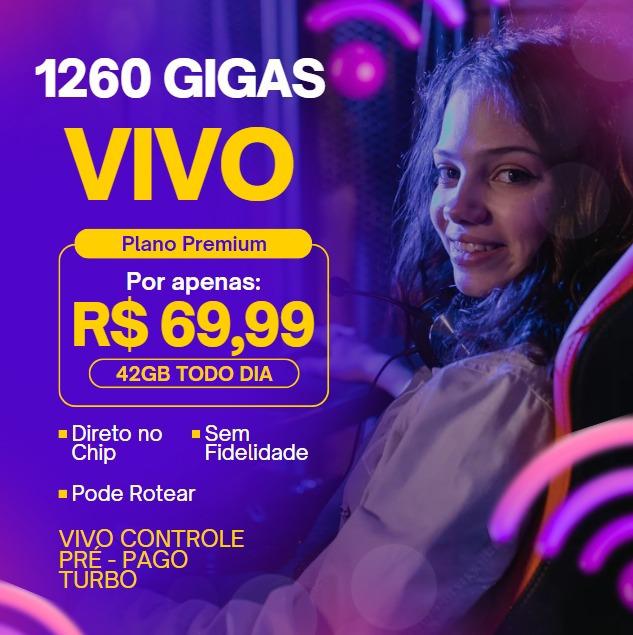 1260 GIGAS
VIVO
Plano Premium
Por apenas:
R$ 69,99
42GB TODO DIA
Direto no
Chip
Sem
Fidelidade
Pode Rotear
VIVO CONTROLE
PRÉ - PAGO
TURBO